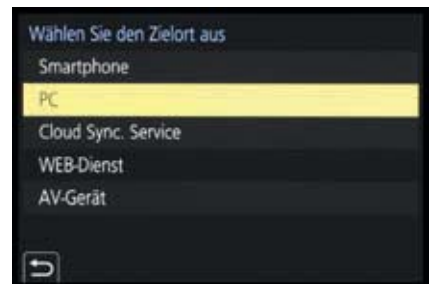 Wählen Sie den Zielort aus
Smartphone
PC
Cloud Sync. Service
WEB-Dienst
AV-Gerät